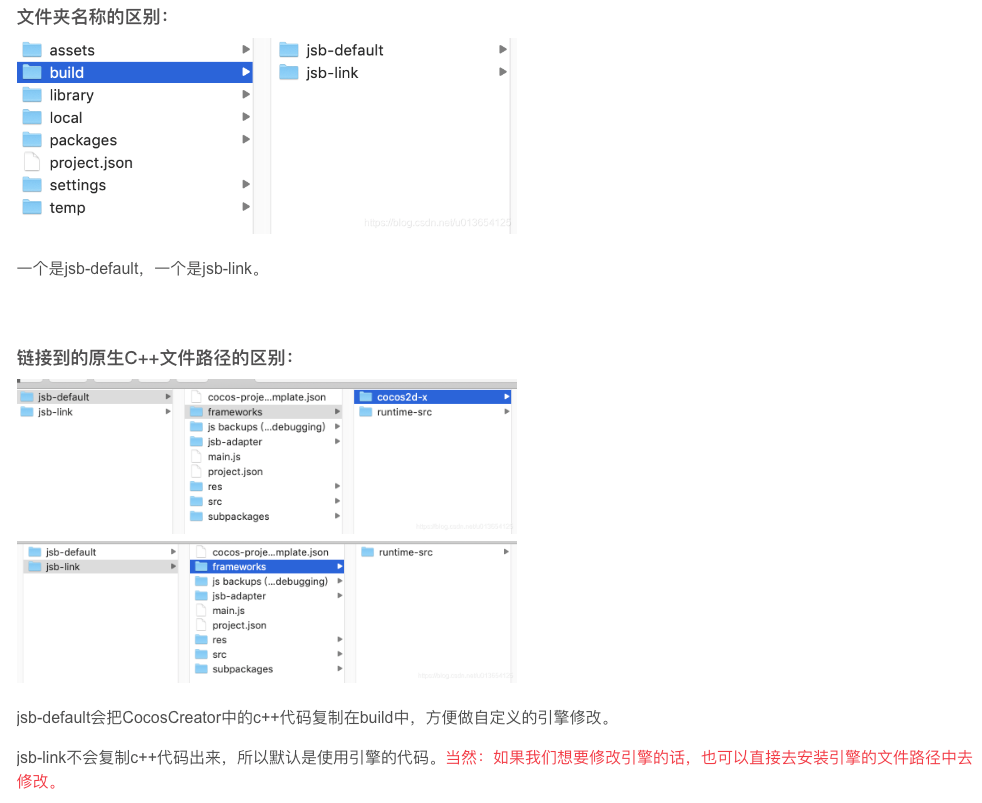 文件夹名称的区别：
assets
build
library
local
packages
project.json
settings
temp
jsb-default
jsb-link
https://blog.csdn.net/u013654125
一个是jsb-default，一个是jsb-link。
链接到的原生C++文件路径的区别：
jsb-default
jsb-link
cocos-proje...mplate.json
frameworks
js backups (...debugging)
jsb-adapter
main.js
project.json
res
src
subpackages
cocos2d-x
runtime-src
https://blog.csdn.net/u013654125
jsb-default
jsb-link
cocos-proje...mplate.json
frameworks
js backups (...debugging)
jsb-adapter
main.js
project.json
res
src
subpackages
runtime-src
https://blog.csdn.net/u013654125
jsb-default会把CocosCreator中的c++代码复制在build中，方便做自定义的引擎修改。
jsb-link不会复制c++代码出来，所以默认是使用引擎的代码。当然：如果我们想要修改引擎的话，也可以直接去安装引擎的文件路径中去
修改。